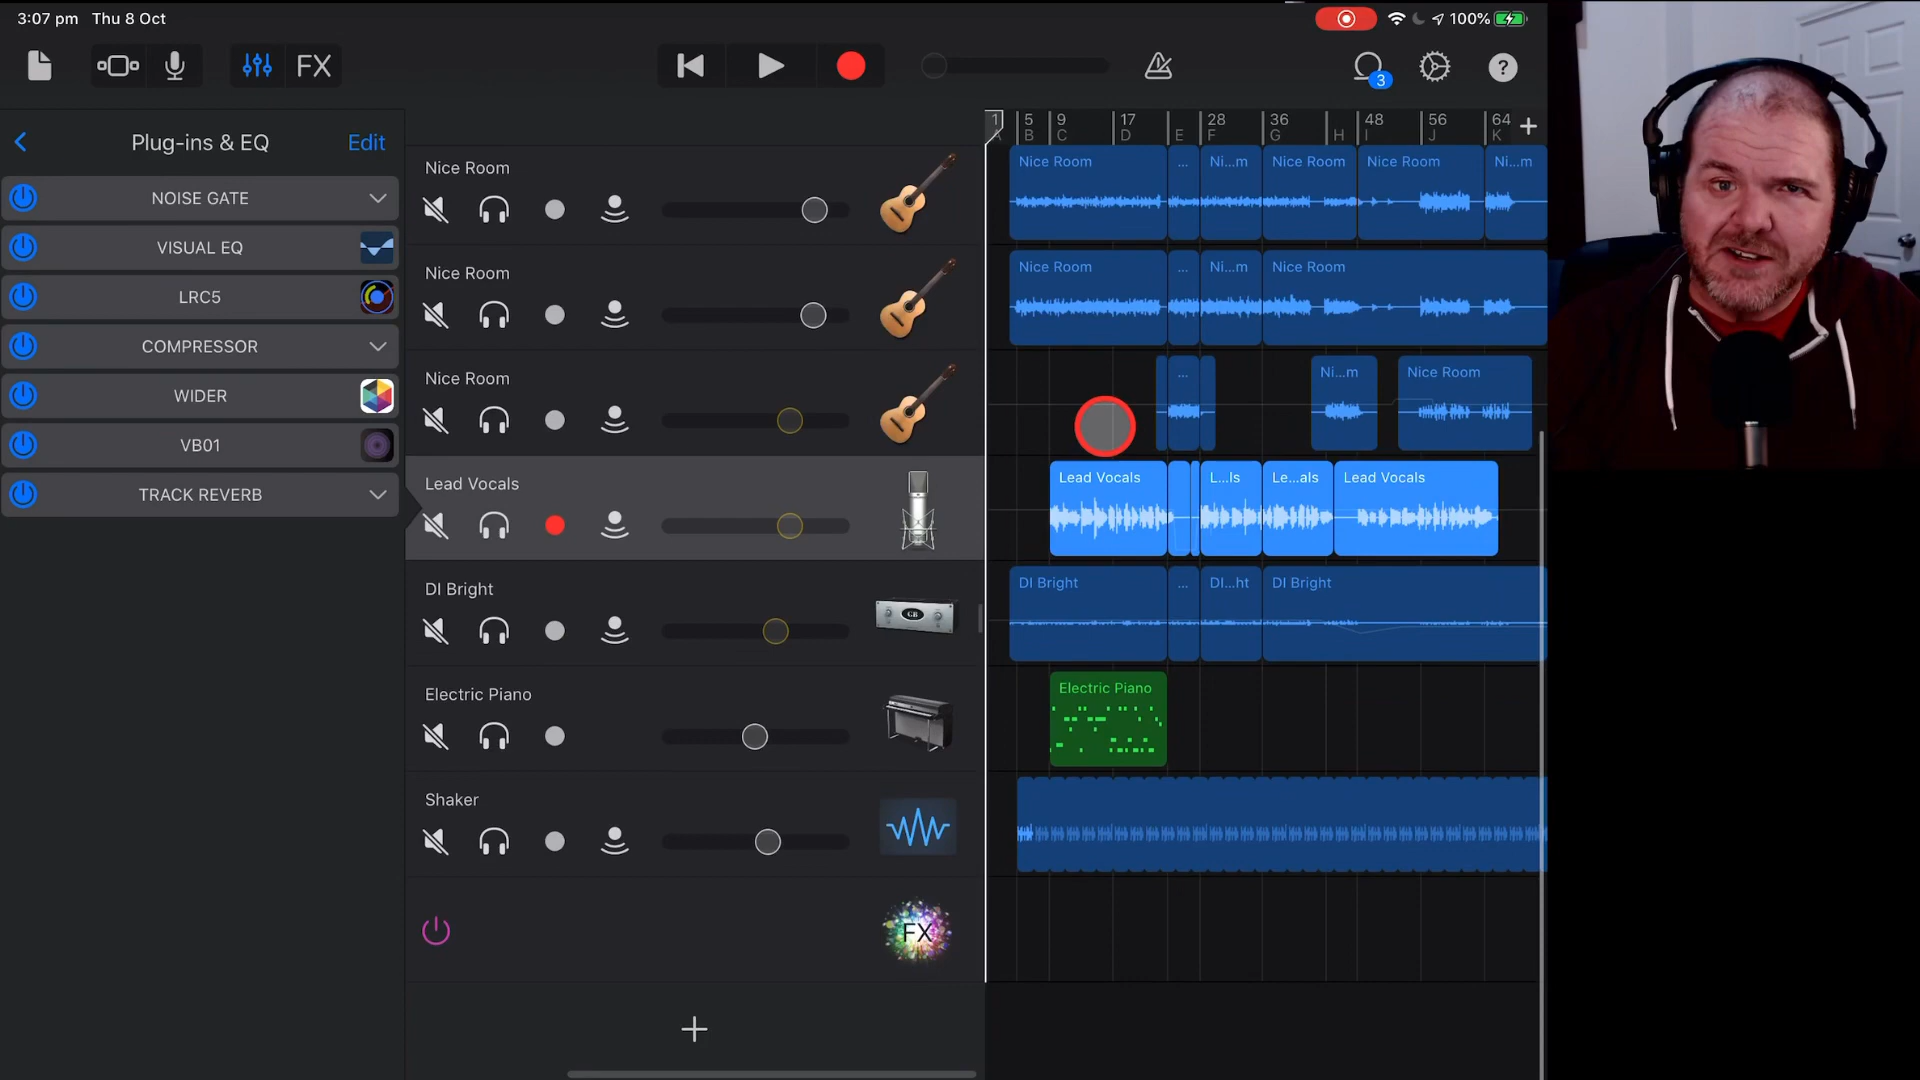 3:07 pm Thu 8 Oct
100%
FX
3
?
Plug-ins & EQ
Edit
NOISE GATE
VISUAL EQ
LRC5
COMPRESSOR
WIDER
VB01
TRACK REVERB
1 5 9 17 28 36 48 56 64
A B C D E F G H I J K
Nice Room
Nice Room
...
Ni...m
Nice Room
Nice Room
Ni...m
Nice Room
Nice Room
...
Ni...m
Nice Room
Nice Room
...
Ni...m
Nice Room
Lead Vocals
Lead Vocals
L...ls
Le...als
Lead Vocals
DI Bright
DI Bright
...
DI...ht
DI Bright
Electric Piano
Electric Piano
Shaker
FX